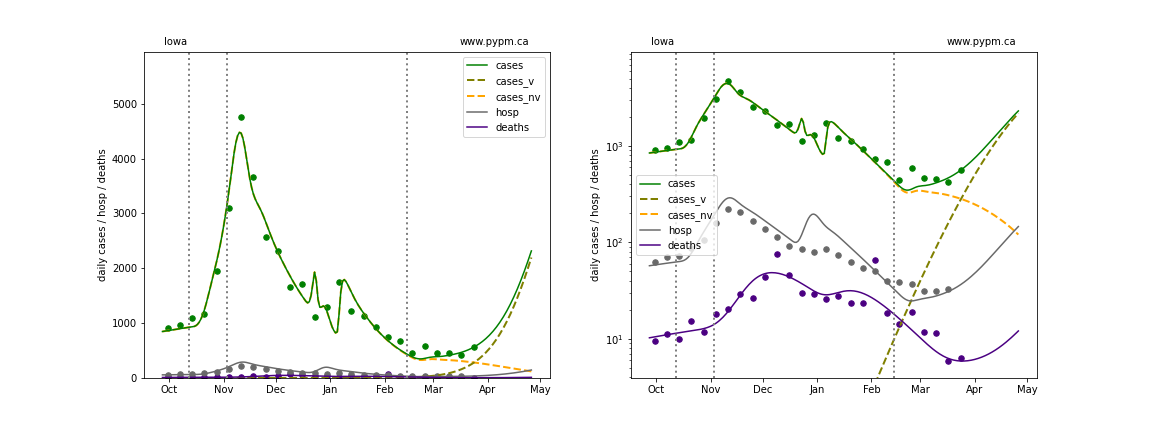 Iowa
www.pypm.ca
cases
cases_v
cases_nv
hosp
deaths
daily cases / hosp / deaths
5000
4000
3000
2000
1000
0
Oct Nov Dec Jan Feb Mar Apr May
Iowa
www.pypm.ca
daily cases / hosp / deaths
10³
10²
10¹
cases
cases_v
cases_nv
hosp
deaths
Oct Nov Dec Jan Feb Mar Apr May